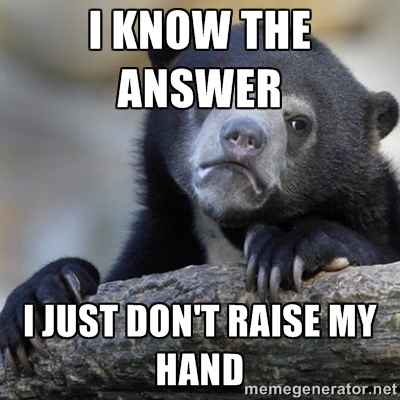 I KNOW THE
ANSWER
I JUST DON'T RAISE MY
HAND
memegenerator.net